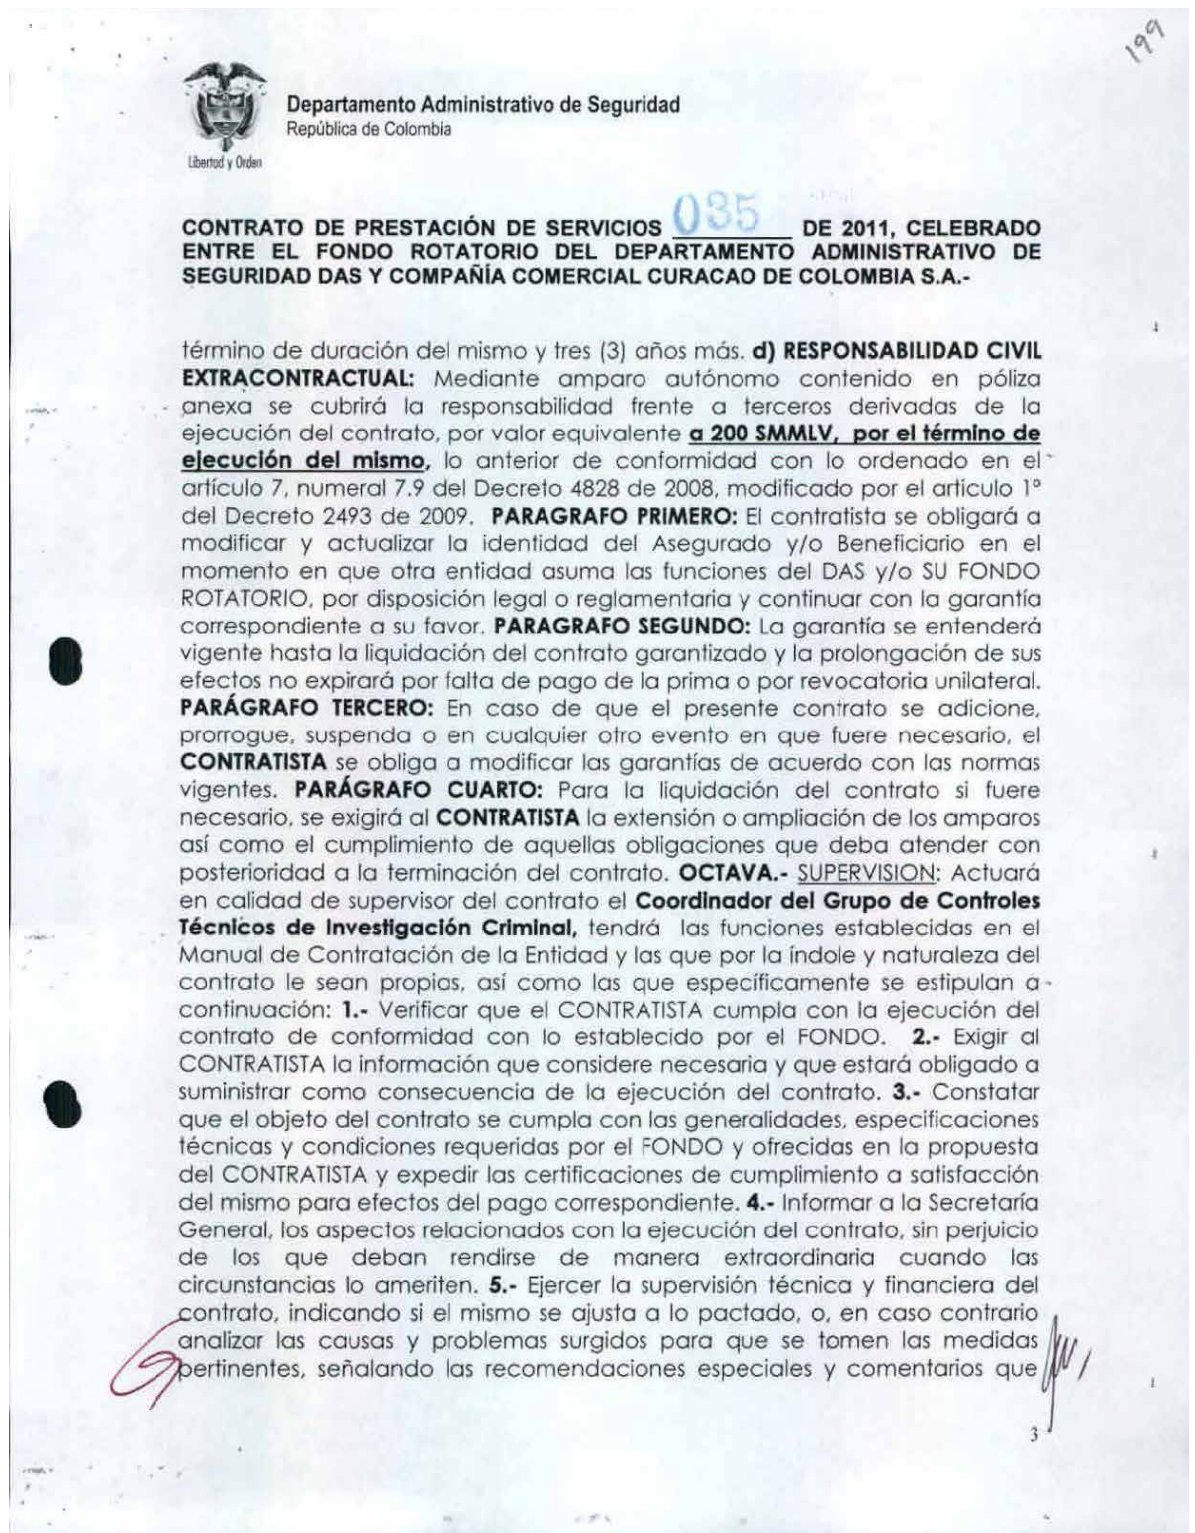 199
Departamento Administrativo de Seguridad
República de Colombia
Libertad y Orden
CONTRATO DE PRESTACIÓN DE SERVICIOS 035 DE 2011, CELEBRADO
ENTRE EL FONDO ROTATORIO DEL DEPARTAMENTO ADMINISTRATIVO DE
SEGURIDAD DAS Y COMPAÑÍA COMERCIAL CURACAO DE COLOMBIA S.A.-
término de duración del mismo y tres (3) años más. d) RESPONSABILIDAD CIVIL
EXTRACONTRACTUAL: Mediante amparo autónomo contenido en póliza
anexa se cubrirá la responsabilidad frente a terceros derivadas de la
ejecución del contrato, por valor equivalente a 200 SMMLV, por el término de
ejecución del mismo, lo anterior de conformidad con lo ordenado en el
artículo 7, numeral 7.9 del Decreto 4828 de 2008, modificado por el artículo 1º
del Decreto 2493 de 2009. PARAGRAFO PRIMERO: El contratista se obligará a
modificar y actualizar la identidad del Asegurado y/o Beneficiario en el
momento en que otra entidad asuma las funciones del DAS y/o SU FONDO
ROTATORIO, por disposición legal o reglamentaria y continuar con la garantía
correspondiente a su favor. PARAGRAFO SEGUNDO: La garantía se entenderá
vigente hasta la liquidación del contrato garantizado y la prolongación de sus
efectos no expirará por falta de pago de la prima o por revocatoria unilateral.
PARÁGRAFO TERCERO: En caso de que el presente contrato se adicione,
prorrogue, suspenda o en cualquier otro evento en que fuere necesario, el
CONTRATISTA se obliga a modificar las garantías de acuerdo con las normas
vigentes. PARÁGRAFO CUARTO: Para la liquidación del contrato si fuere
necesario, se exigirá al CONTRATISTA la extensión o ampliación de los amparos
así como el cumplimiento de aquellas obligaciones que deba atender con
posterioridad a la terminación del contrato. OCTAVA.- SUPERVISION: Actuará
en calidad de supervisor del contrato el Coordinador del Grupo de Controles
Técnicos de Investigación Criminal, tendrá las funciones establecidas en el
Manual de Contratación de la Entidad y las que por la índole y naturaleza del
contrato le sean propias, así como las que específicamente se estipulan a
continuación: 1.- Verificar que el CONTRATISTA cumpla con la ejecución del
contrato de conformidad con lo establecido por el FONDO. 2.- Exigir al
CONTRATISTA la información que considere necesaria y que estará obligado a
suministrar como consecuencia de la ejecución del contrato. 3.- Constatar
que el objeto del contrato se cumpla con las generalidades, especificaciones
técnicas y condiciones requeridas por el FONDO y ofrecidas en la propuesta
del CONTRATISTA y expedir las certificaciones de cumplimiento a satisfacción
del mismo para efectos del pago correspondiente. 4.- Informar a la Secretaría
General, los aspectos relacionados con la ejecución del contrato, sin perjuicio
de los que deban rendirse de manera extraordinaria cuando las
circunstancias lo ameriten. 5.- Ejercer la supervisión técnica y financiera del
contrato, indicando si el mismo se ajusta a lo pactado, o, en caso contrario
analizar las causas y problemas surgidos para que se tomen las medidas
pertinentes, señalando las recomendaciones especiales y comentarios que
3